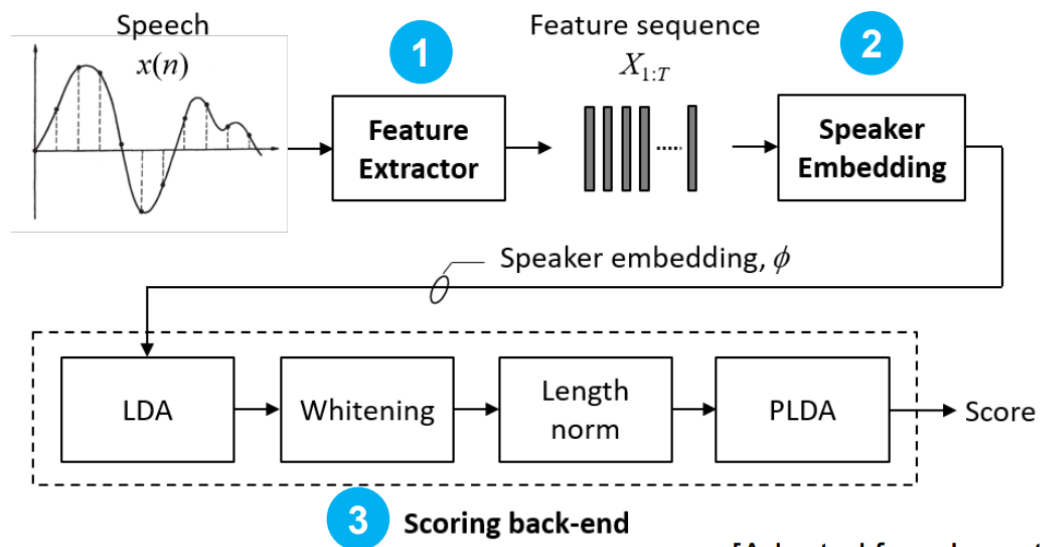 Speech
x(n)
1
Feature sequence
X1:T
2
Feature
Extractor
Speaker
Embedding
Speaker embedding, ϕ
LDA
Whitening
Length
norm
PLDA
Score
3
Scoring back-end